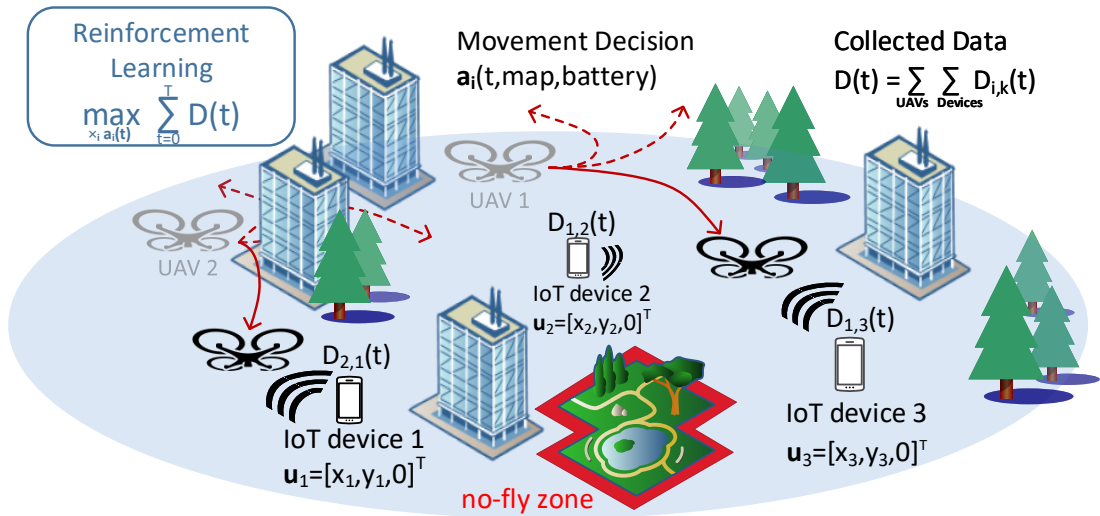 Reinforcement
Learning
max ∑ D(t)
×ᵢ aᵢ(t) t=0 T
Movement Decision
aᵢ(t,map,battery)
Collected Data
D(t) = ∑ ∑ Dᵢ,ₖ(t)
UAVs Devices
UAV 1
UAV 2
D₁,₂(t)
IoT device 2
u₂=[x₂,y₂,0]ᵀ
D₁,₃(t)
IoT device 3
u₃=[x₃,y₃,0]ᵀ
D₂,₁(t)
IoT device 1
u₁=[x₁,y₁,0]ᵀ
no-fly zone